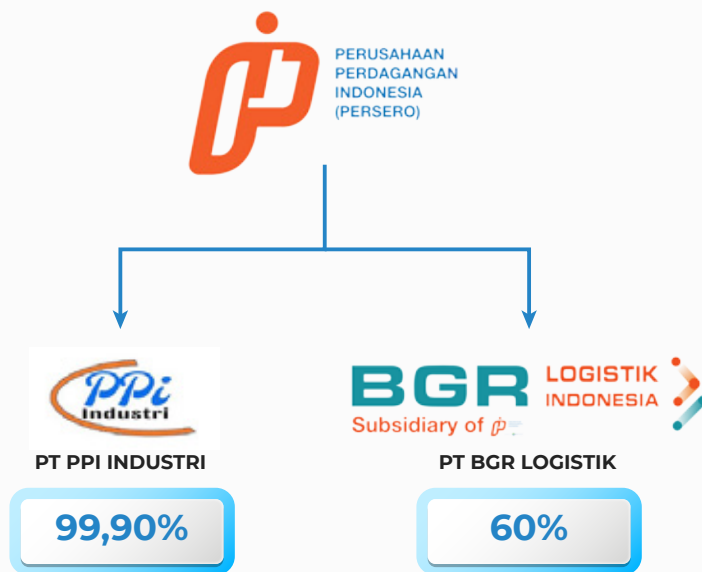 PERUSAHAAN
PERDAGANGAN
INDONESIA
(PERSERO)
PPi
Industri
BGR LOGISTIK
INDONESIA
Subsidiary of
PT PPI INDUSTRI
PT BGR LOGISTIK
99,90%
60%